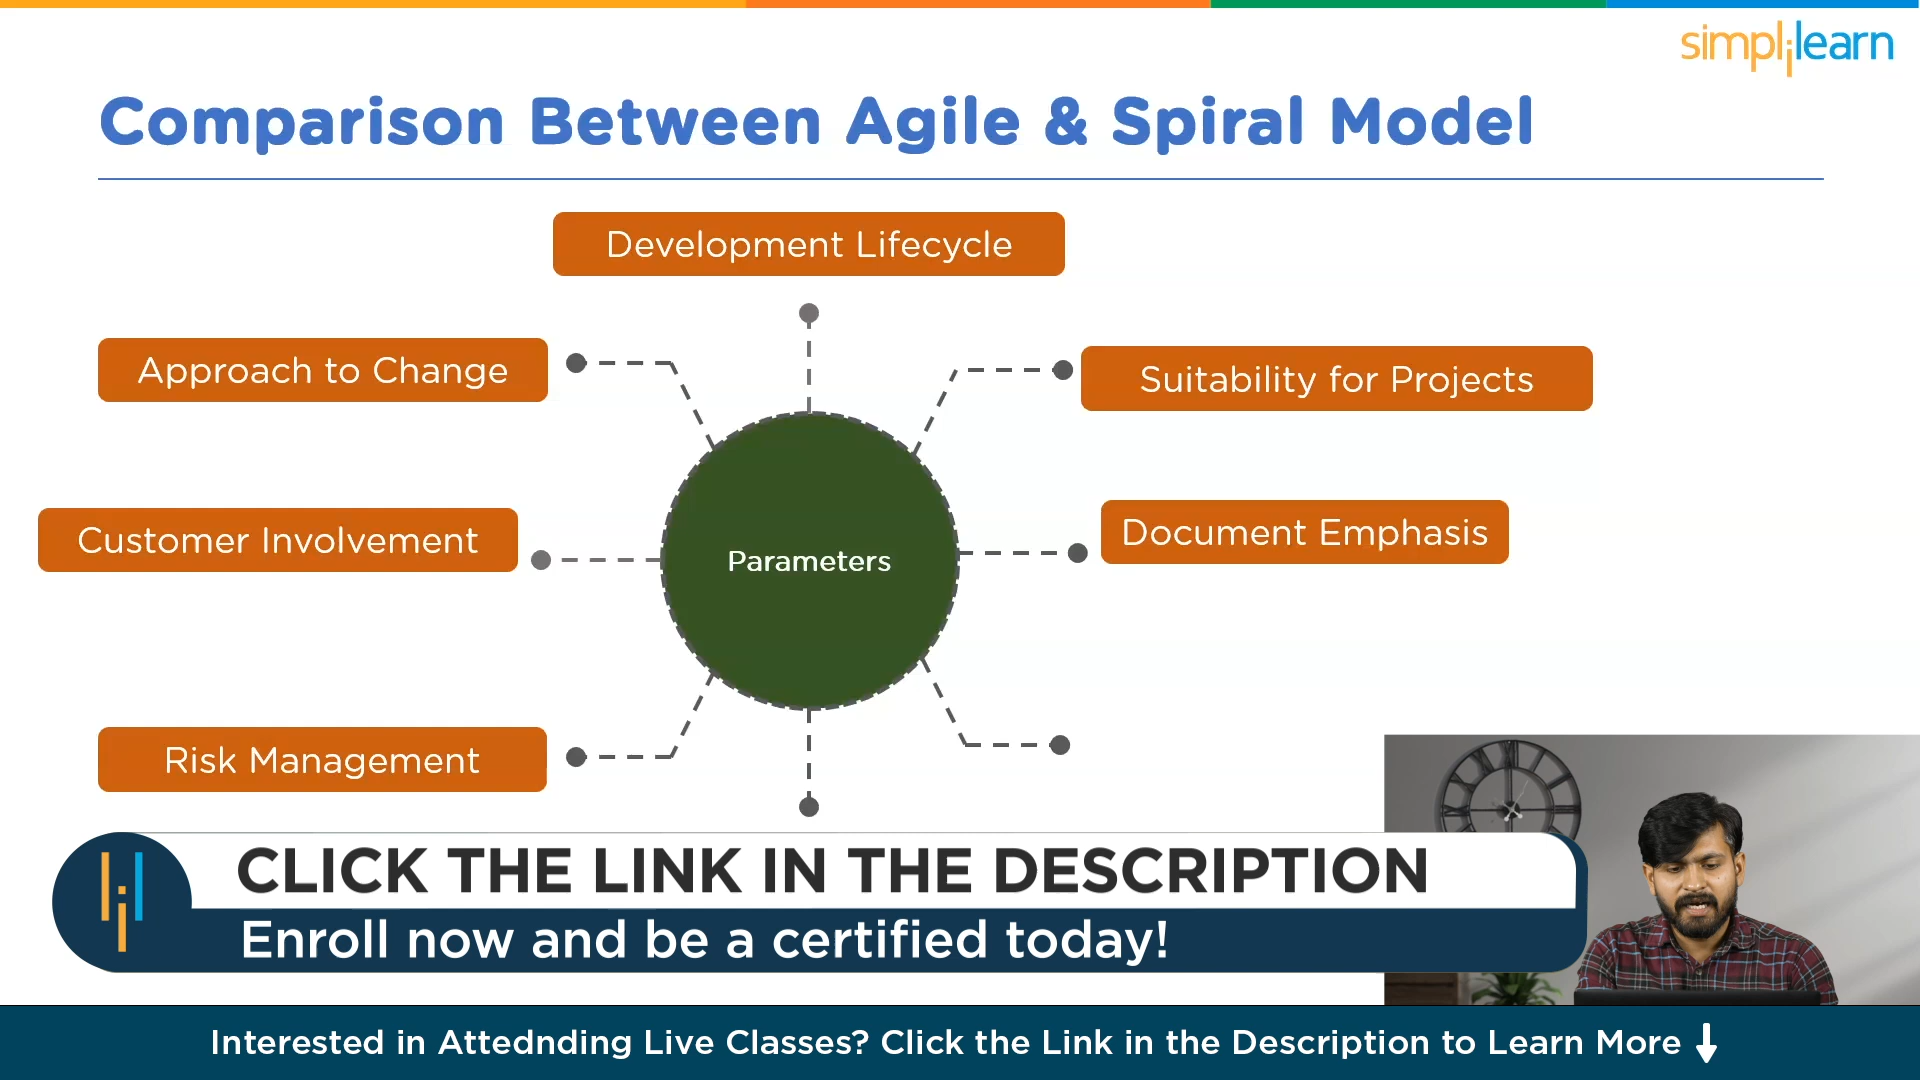 simplilearn
Comparison Between Agile & Spiral Model
Development Lifecycle
Approach to Change
Suitability for Projects
Customer Involvement
Document Emphasis
Parameters
Risk Management
CLICK THE LINK IN THE DESCRIPTION
Enroll now and be a certified today!
Interested in Attednding Live Classes? Click the Link in the Description to Learn More